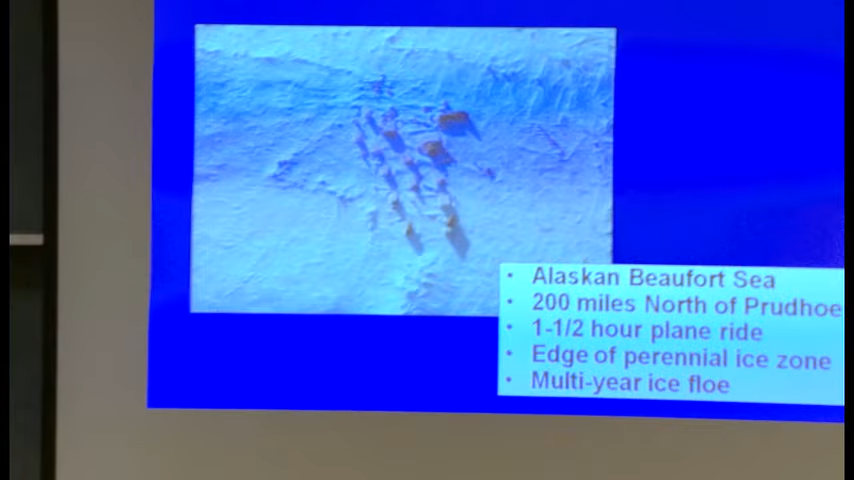 • Alaskan Beaufort Sea
• 200 miles North of Prudhoe
• 1-1/2 hour plane ride
• Edge of perennial ice zone
• Multi-year ice floe